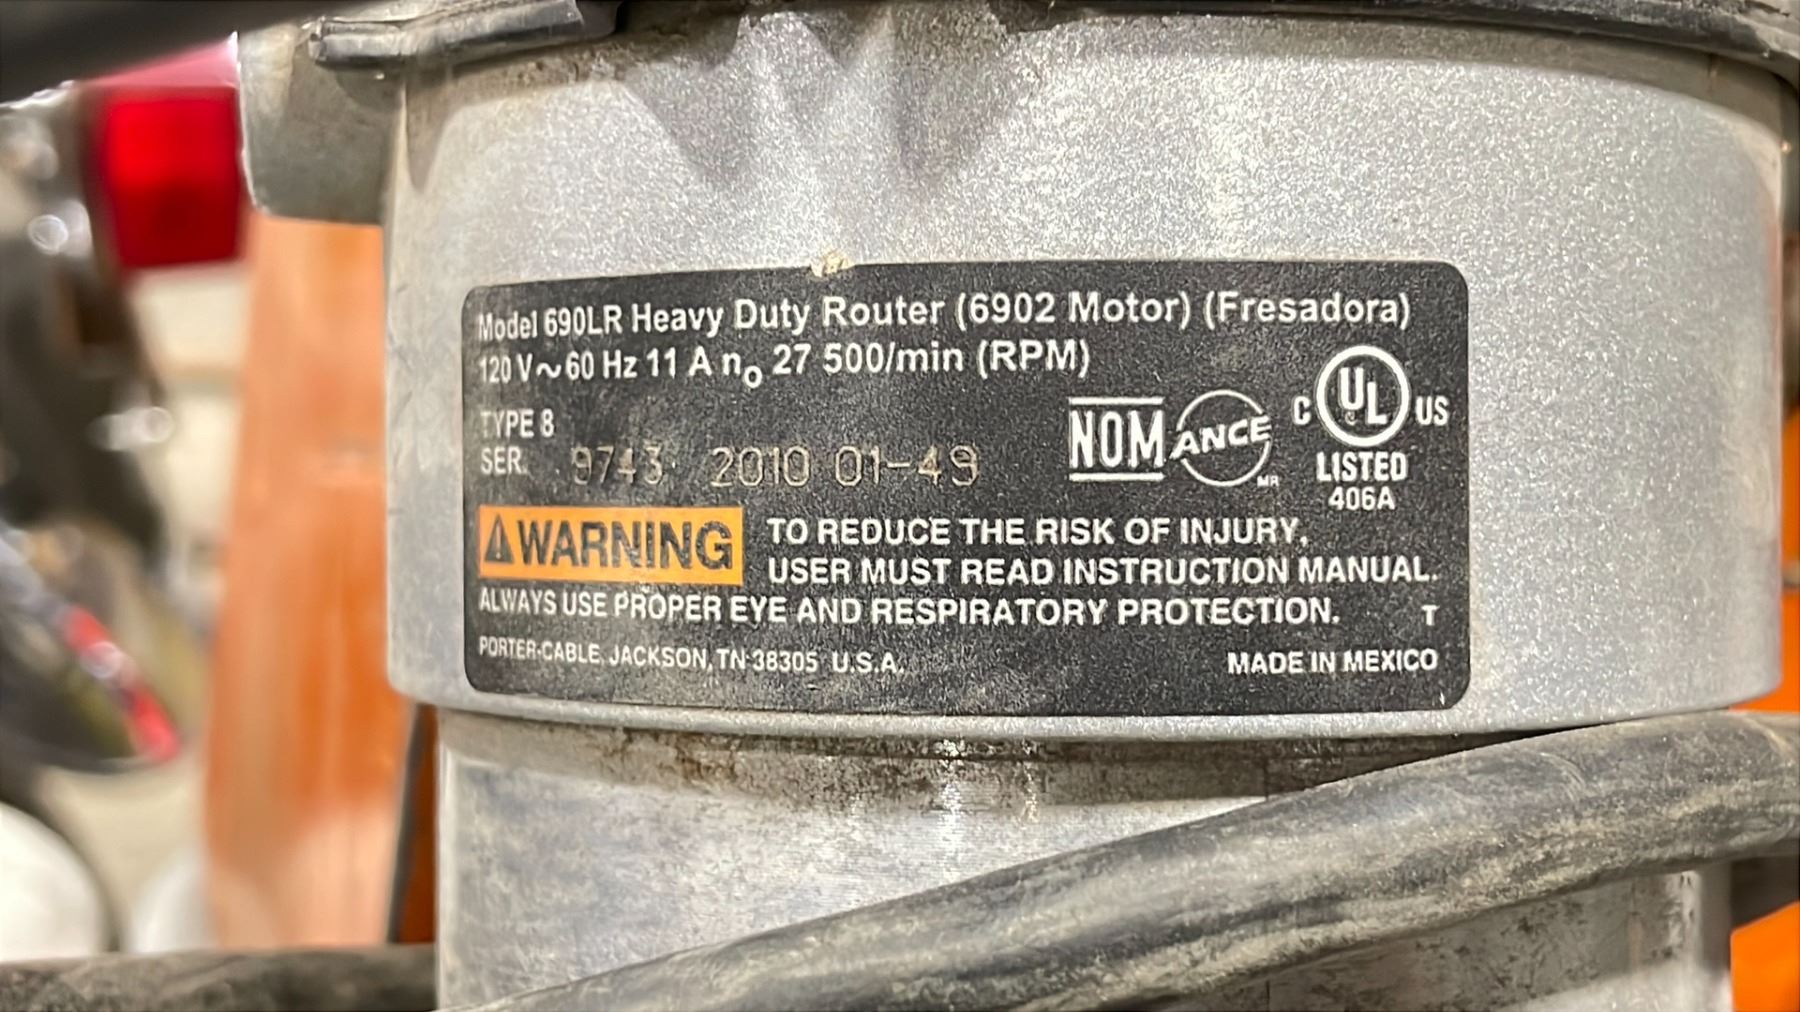 Model 690LR Heavy Duty Router (6902 Motor) (Fresadora)
120 V~60 Hz 11 A no 27 500/min (RPM)
TYPE 8
SER. 9743 2010 01-49
NOM ANCE MR
C UL US
LISTED
406A
WARNING TO REDUCE THE RISK OF INJURY,
USER MUST READ INSTRUCTION MANUAL.
ALWAYS USE PROPER EYE AND RESPIRATORY PROTECTION. T
PORTER-CABLE, JACKSON, TN 38305 U.S.A. MADE IN MEXICO